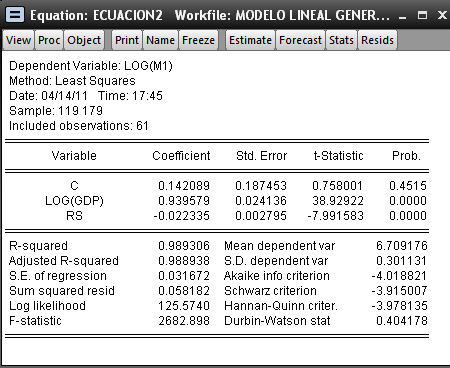 Equation: ECUACION2 Workfile: MODELO LINEAL GENER...
View Proc Object Print Name Freeze Estimate Forecast Stats Resids
Dependent Variable: LOG(M1)
Method: Least Squares
Date: 04/14/11 Time: 17:45
Sample: 119 179
Included observations: 61
Variable Coefficient Std. Error t-Statistic Prob.
C 0.142089 0.187453 0.758001 0.4515
LOG(GDP) 0.939579 0.024136 38.92922 0.0000
RS -0.022335 0.002795 -7.991583 0.0000
R-squared 0.989306 Mean dependent var 6.709176
Adjusted R-squared 0.988938 S.D. dependent var 0.301131
S.E. of regression 0.031672 Akaike info criterion -4.018821
Sum squared resid 0.058182 Schwarz criterion -3.915007
Log likelihood 125.5740 Hannan-Quinn criter. -3.978135
F-statistic 2682.898 Durbin-Watson stat 0.404178